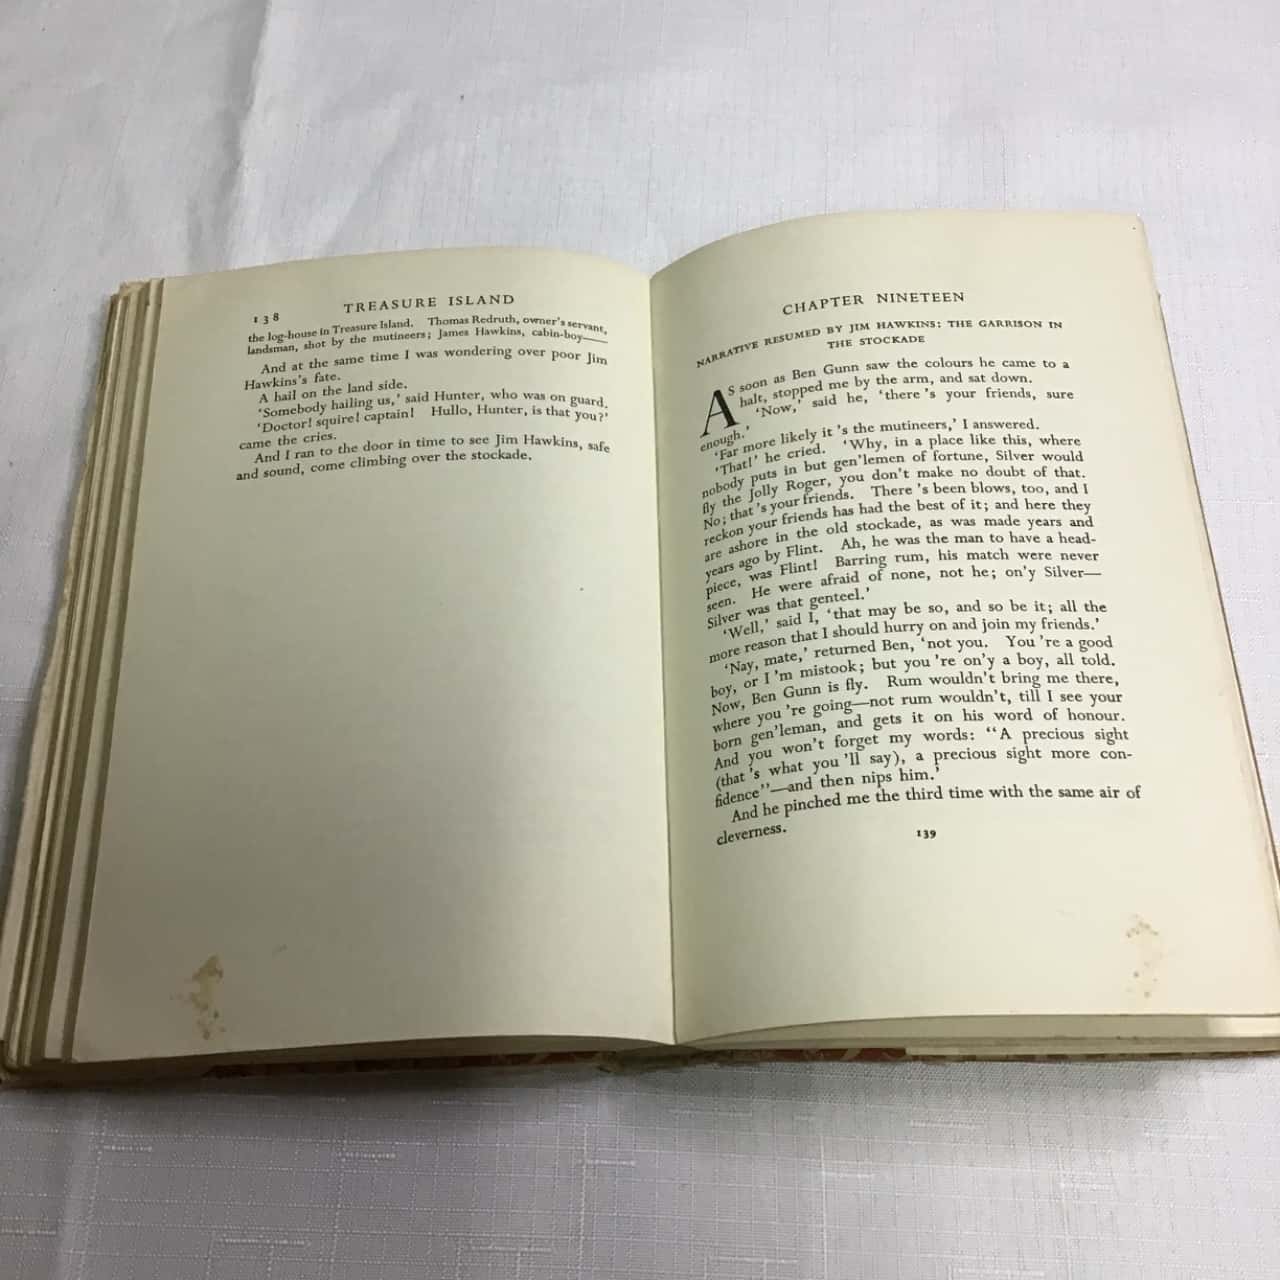 138
TREASURE ISLAND
the log-house in Treasure Island. Thomas Redruth, owner's servant,
landsman, shot by the mutineers; James Hawkins, cabin-boy——
And at the same time I was wondering over poor Jim
Hawkins's fate.
A hail on the land side.
'Somebody hailing us,' said Hunter, who was on guard.
'Doctor! squire! captain! Hullo, Hunter, is that you?'
came the cries.
And I ran to the door in time to see Jim Hawkins, safe
and sound, come climbing over the stockade.
CHAPTER NINETEEN
NARRATIVE RESUMED BY JIM HAWKINS: THE GARRISON IN
THE STOCKADE
AS soon as Ben Gunn saw the colours he came to a
halt, stopped me by the arm, and sat down.
'Now,' said he, 'there's your friends, sure
enough.'
'Far more likely it's the mutineers,' I answered.
'That!' he cried. 'Why, in a place like this, where
nobody puts in but gen'lemen of fortune, Silver would
fly the Jolly Roger, you don't make no doubt of that.
No; that's your friends. There's been blows, too, and I
reckon your friends has had the best of it; and here they
are ashore in the old stockade, as was made years and
years ago by Flint. Ah, he was the man to have a head-
piece, was Flint! Barring rum, his match were never
seen. He were afraid of none, not he; on'y Silver—
Silver was that genteel.'
'Well,' said I, 'that may be so, and so be it; all the
more reason that I should hurry on and join my friends.'
'Nay, mate,' returned Ben, 'not you. You're a good
boy, or I'm mistook; but you're on'y a boy, all told.
Now, Ben Gunn is fly. Rum wouldn't bring me there,
where you're going—not rum wouldn't, till I see your
born gen'leman, and gets it on his word of honour.
And you won't forget my words: "A precious sight
(that's what you'll say), a precious sight more con-
fidence"—and then nips him.'
And he pinched me the third time with the same air of
cleverness.
139